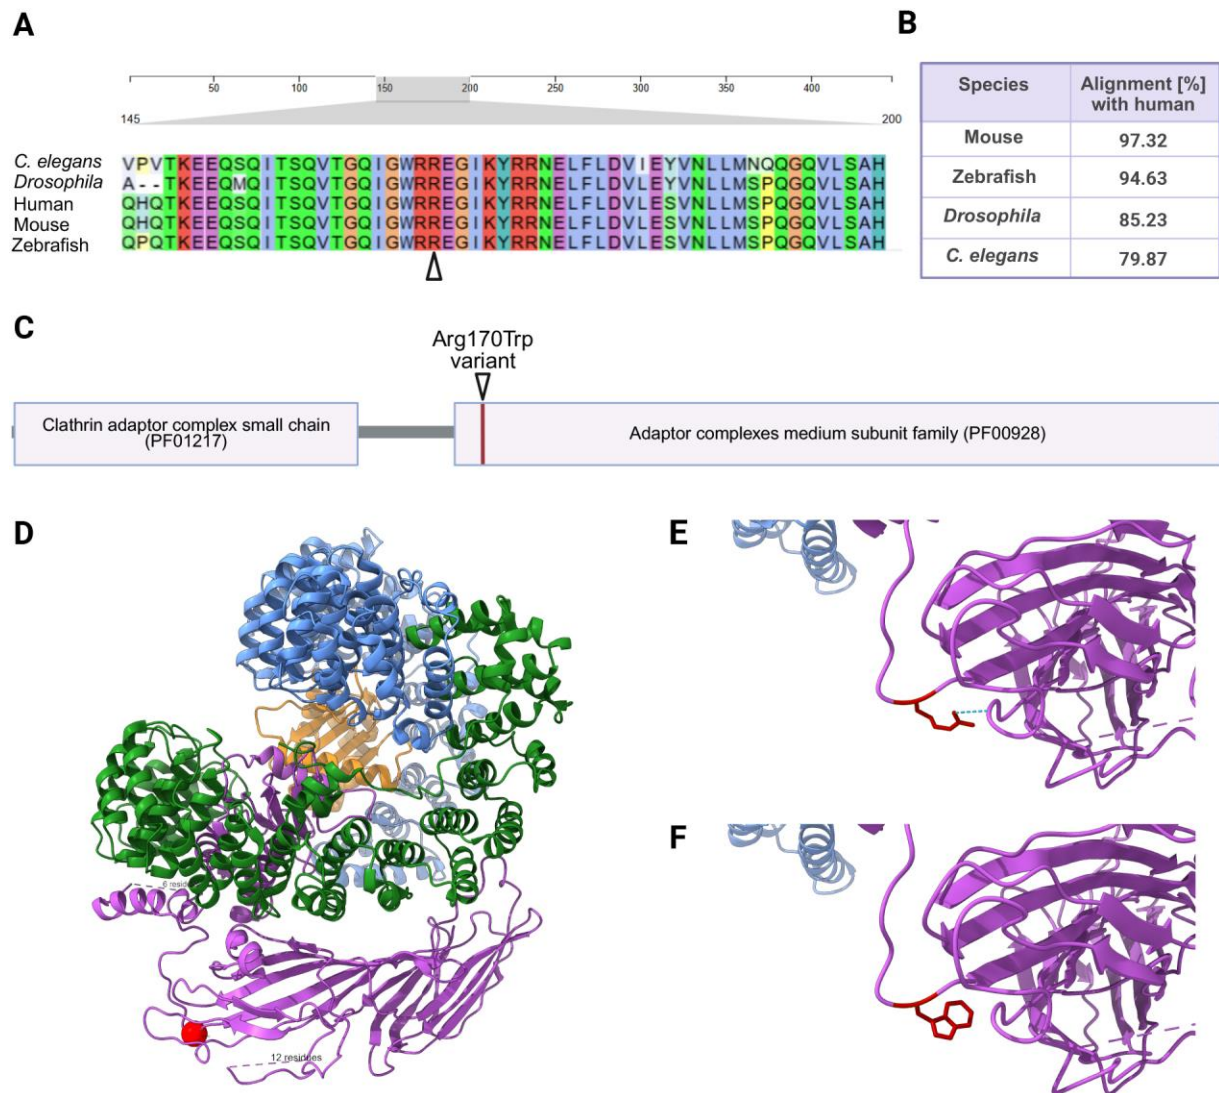 A
50 100 150 200 250 300 350 400
145 200
C. elegans VPVTKEEQSQITSQVTGQIGWRREGIKYRRNELFLDVIEYVNLLMNQQGQVLSAH
Drosophila A--TKEEQMQITSQVTGQIGWRREGIKYRRNELFLDVLEYVNLLMSPQGQVLSAH
Human QHQTKEEQSQITSQVTGQIGWRREGIKYRRNELFLDVLESVNLLMSPQGQVLSAH
Mouse QHQTKEEQSQITSQVTGQIGWRREGIKYRRNELFLDVLESVNLLMSPQGQVLSAH
Zebrafish QPQTKEEQSQITSQVTGQIGWRREGIKYRRNELFLDVLESVNLLMSPQGQVLSAH
B
Species Alignment [%]
with human
Mouse 97.32
Zebrafish 94.63
Drosophila 85.23
C. elegans 79.87
C
Arg170Trp
variant
Clathrin adaptor complex small chain
(PF01217)
Adaptor complexes medium subunit family (PF00928)
D
6
12 residues
E
F